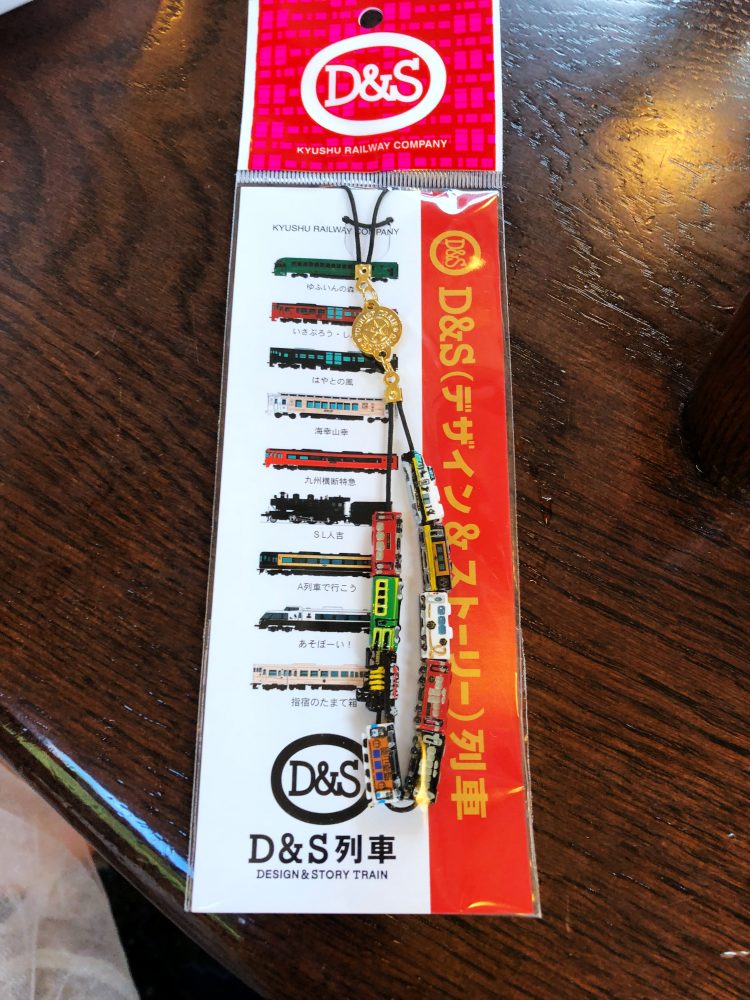 D&S
KYUSHU RAILWAY COMPANY
KYUSHU RAILWAY COMPANY
ゆふいんの森
いさぶろう・し
はやとの風
海幸山幸
九州横断特急
SL人吉
A列車で行こう
あそぼーい！
指宿のたまて箱
D&S
D&S列車
DESIGN & STORY TRAIN
D&S
D&S(デザイン&ストーリー)列車